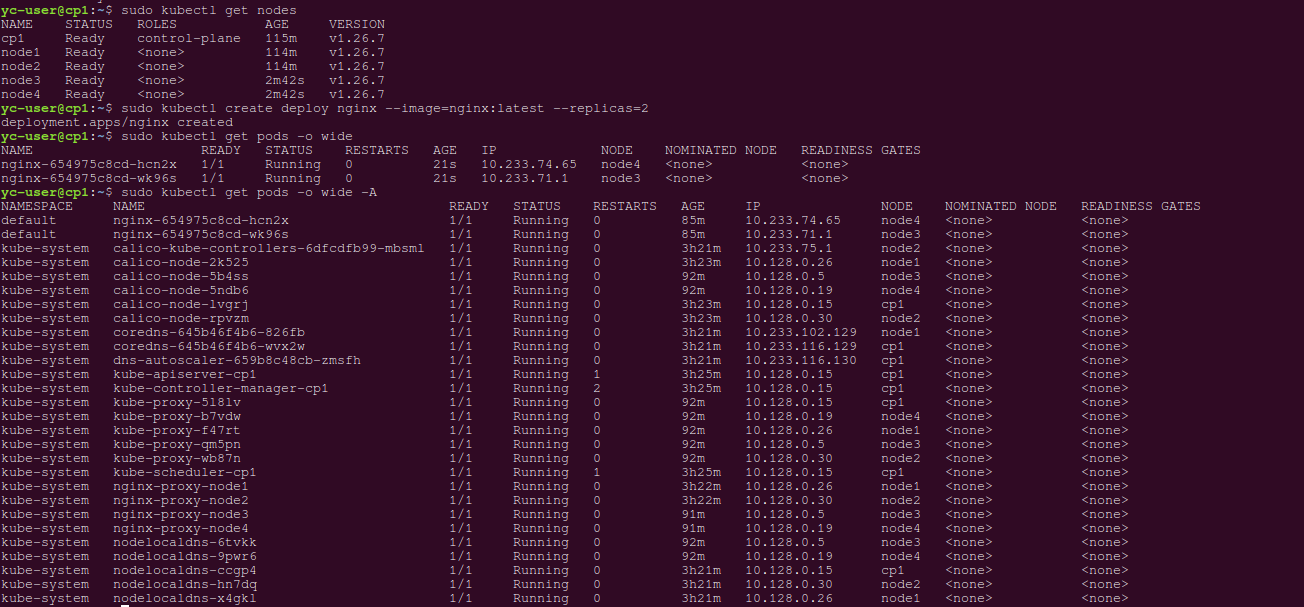 yc-user@cp1:~$ sudo kubectl get nodes
NAME STATUS ROLES AGE VERSION
cp1 Ready control-plane 115m v1.26.7
node1 Ready <none> 114m v1.26.7
node2 Ready <none> 114m v1.26.7
node3 Ready <none> 2m42s v1.26.7
node4 Ready <none> 2m42s v1.26.7
yc-user@cp1:~$ sudo kubectl create deploy nginx --image=nginx:latest --replicas=2
deployment.apps/nginx created
yc-user@cp1:~$ sudo kubectl get pods -o wide
NAME READY STATUS RESTARTS AGE IP NODE NOMINATED NODE READINESS GATES
nginx-654975c8cd-hcn2x 1/1 Running 0 21s 10.233.74.65 node4 <none> <none>
nginx-654975c8cd-wk96s 1/1 Running 0 21s 10.233.71.1 node3 <none> <none>
yc-user@cp1:~$ sudo kubectl get pods -o wide -A
NAMESPACE NAME READY STATUS RESTARTS AGE IP NODE NOMINATED NODE READINESS GATES
default nginx-654975c8cd-hcn2x 1/1 Running 0 85m 10.233.74.65 node4 <none> <none>
default nginx-654975c8cd-wk96s 1/1 Running 0 85m 10.233.71.1 node3 <none> <none>
kube-system calico-kube-controllers-6dfcdfb99-mbsml 1/1 Running 0 3h21m 10.233.75.1 node2 <none> <none>
kube-system calico-node-2k525 1/1 Running 0 3h23m 10.128.0.26 node1 <none> <none>
kube-system calico-node-5b4ss 1/1 Running 0 92m 10.128.0.5 node3 <none> <none>
kube-system calico-node-5ndb6 1/1 Running 0 92m 10.128.0.19 node4 <none> <none>
kube-system calico-node-lvgrj 1/1 Running 0 3h23m 10.128.0.15 cp1 <none> <none>
kube-system calico-node-rpvzm 1/1 Running 0 3h23m 10.128.0.30 node2 <none> <none>
kube-system coredns-645b46f4b6-826fb 1/1 Running 0 3h21m 10.233.102.129 node1 <none> <none>
kube-system coredns-645b46f4b6-wvx2w 1/1 Running 0 3h21m 10.233.116.129 cp1 <none> <none>
kube-system dns-autoscaler-659b8c48cb-zmsfh 1/1 Running 0 3h21m 10.233.116.130 cp1 <none> <none>
kube-system kube-apiserver-cp1 1/1 Running 1 3h25m 10.128.0.15 cp1 <none> <none>
kube-system kube-controller-manager-cp1 1/1 Running 2 3h25m 10.128.0.15 cp1 <none> <none>
kube-system kube-proxy-5l8lv 1/1 Running 0 92m 10.128.0.15 cp1 <none> <none>
kube-system kube-proxy-b7vdw 1/1 Running 0 92m 10.128.0.19 node4 <none> <none>
kube-system kube-proxy-f47rt 1/1 Running 0 92m 10.128.0.26 node1 <none> <none>
kube-system kube-proxy-qm5pn 1/1 Running 0 92m 10.128.0.5 node3 <none> <none>
kube-system kube-proxy-wb87n 1/1 Running 0 92m 10.128.0.30 node2 <none> <none>
kube-system kube-scheduler-cp1 1/1 Running 1 3h25m 10.128.0.15 cp1 <none> <none>
kube-system nginx-proxy-node1 1/1 Running 0 3h22m 10.128.0.26 node1 <none> <none>
kube-system nginx-proxy-node2 1/1 Running 0 3h22m 10.128.0.30 node2 <none> <none>
kube-system nginx-proxy-node3 1/1 Running 0 91m 10.128.0.5 node3 <none> <none>
kube-system nginx-proxy-node4 1/1 Running 0 91m 10.128.0.19 node4 <none> <none>
kube-system nodelocaldns-6tvkk 1/1 Running 0 92m 10.128.0.5 node3 <none> <none>
kube-system nodelocaldns-9pwr6 1/1 Running 0 92m 10.128.0.19 node4 <none> <none>
kube-system nodelocaldns-ccgp4 1/1 Running 0 3h21m 10.128.0.15 cp1 <none> <none>
kube-system nodelocaldns-hn7dq 1/1 Running 0 3h21m 10.128.0.30 node2 <none> <none>
kube-system nodelocaldns-x4gkl 1/1 Running 0 3h21m 10.128.0.26 node1 <none> <none>